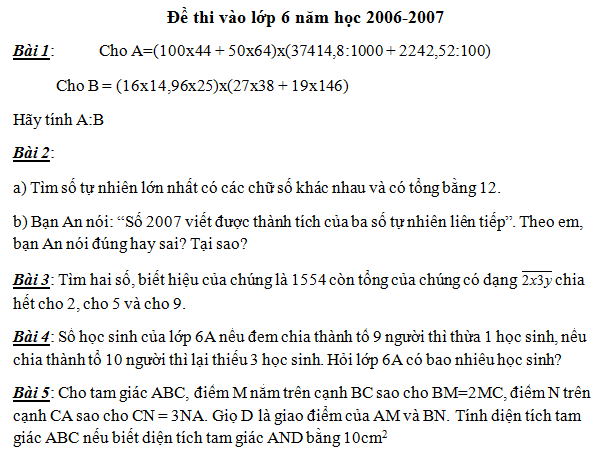 Đề thi vào lớp 6 năm học 2006-2007
Bài 1: Cho A=(100x44 + 50x64)x(37414,8:1000 + 2242,52:100)
Cho B = (16x14,96x25)x(27x38 + 19x146)
Hãy tính A:B
Bài 2:
a) Tìm số tự nhiên lớn nhất có các chữ số khác nhau và có tổng bằng 12.
b) Bạn An nói: “Số 2007 viết được thành tích của ba số tự nhiên liên tiếp”. Theo em,
bạn An nói đúng hay sai? Tại sao?
Bài 3: Tìm hai số, biết hiệu của chúng là 1554 còn tổng của chúng có dạng 2x3y chia
hết cho 2, cho 5 và cho 9.
Bài 4: Số học sinh của lớp 6A nếu đem chia thành tổ 9 người thì thừa 1 học sinh, nếu
chia thành tổ 10 người thì lại thiếu 3 học sinh. Hỏi lớp 6A có bao nhiêu học sinh?
Bài 5: Cho tam giác ABC, điểm M nằm trên cạnh BC sao cho BM=2MC, điểm N trên
cạnh CA sao cho CN = 3NA. Giọ D là giao điểm của AM và BN. Tính diện tích tam
giác ABC nếu biết diện tích tam giác AND bằng 10cm²